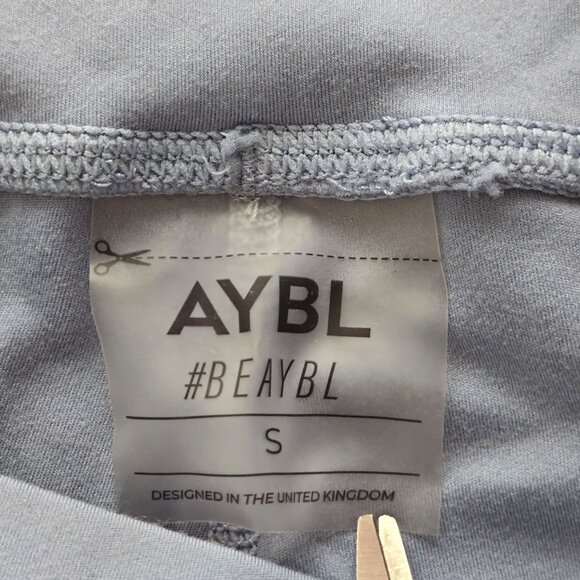 AYBL
#BEAYBL
S
DESIGNED IN THE UNITED KINGDOM